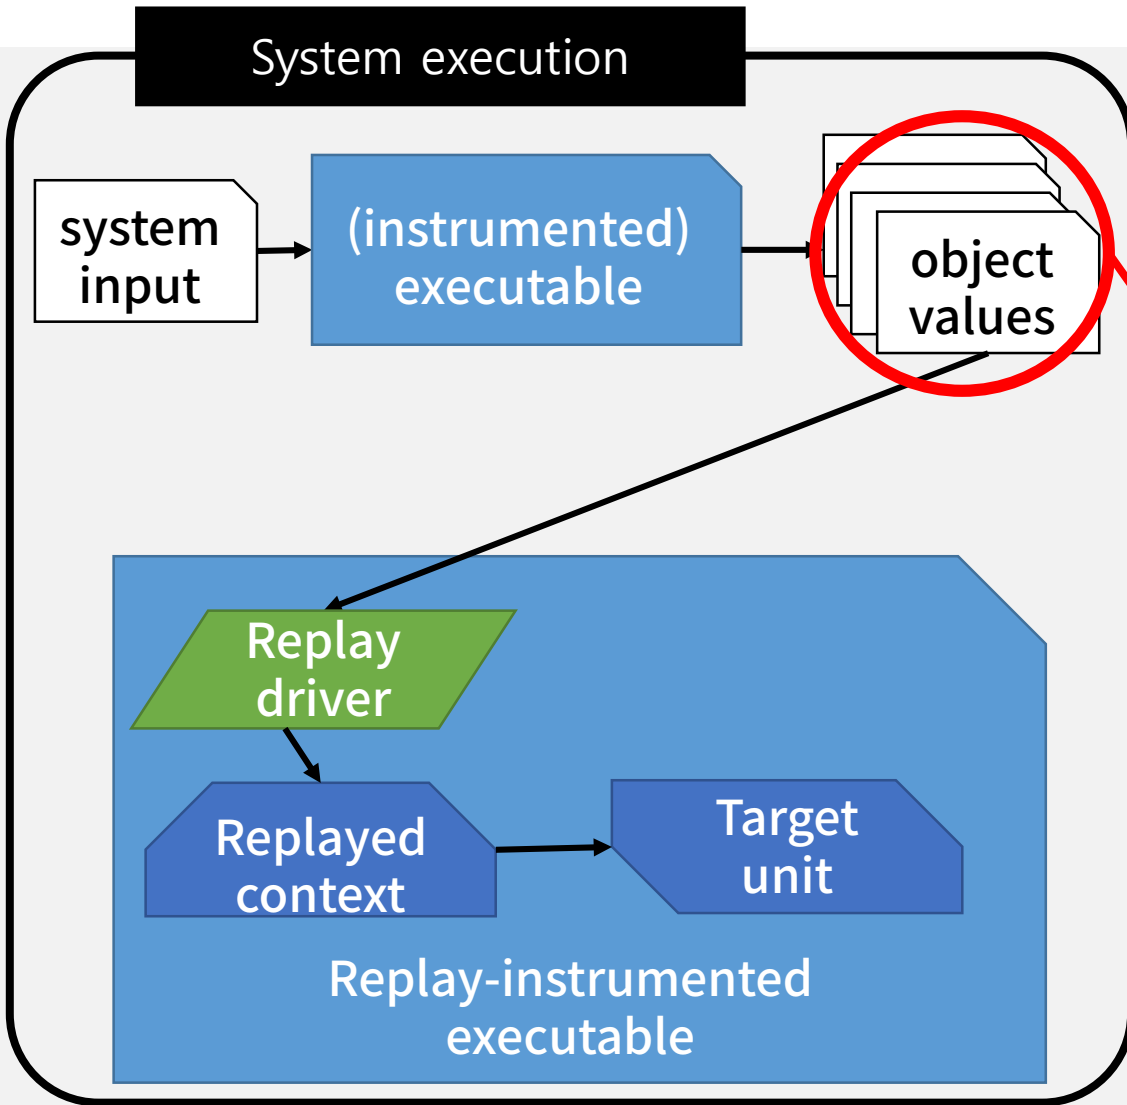 System execution
system
input
(instrumented)
executable
object
values
Replay
driver
Replayed
context
Target
unit
Replay-instrumented
executable